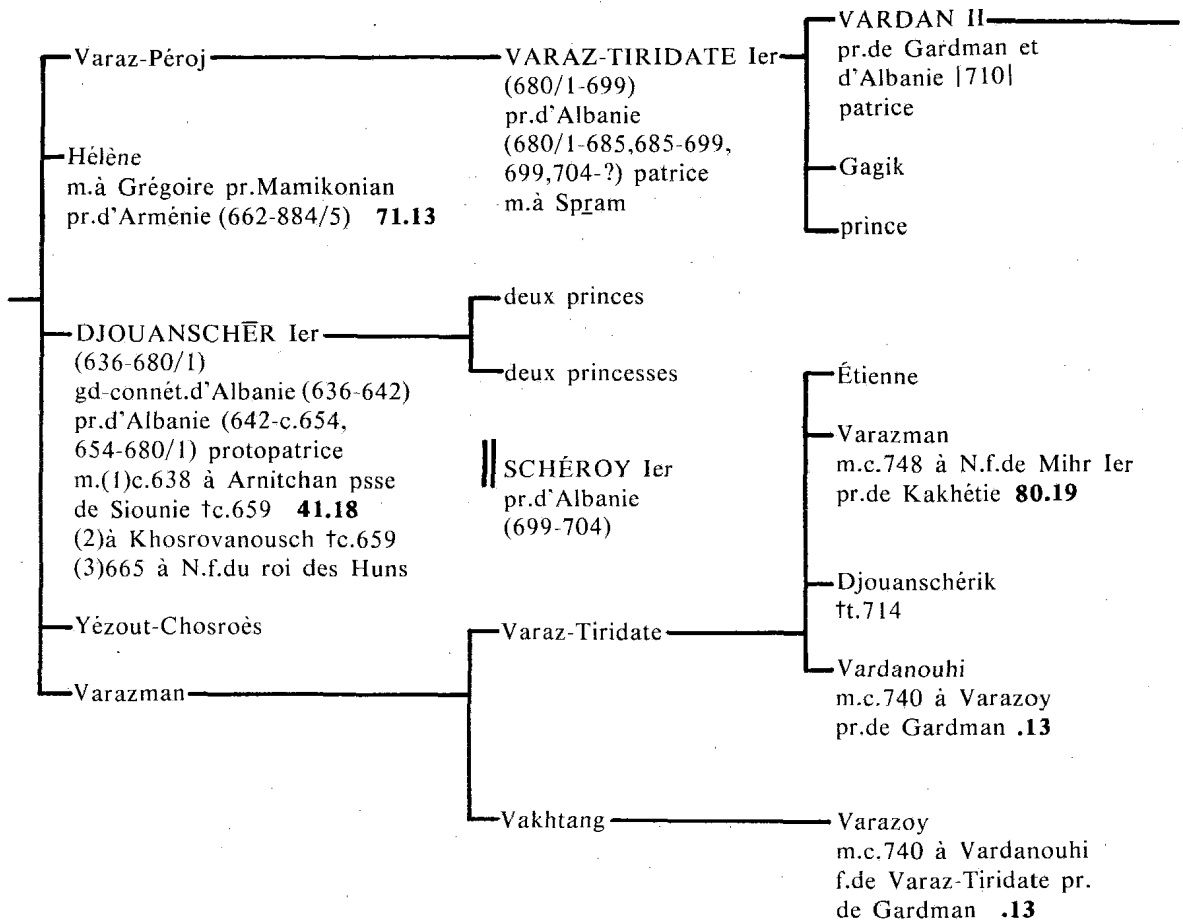 Varaz-Péroj
Hélène
m.à Grégoire pr.Mamikonian
pr.d'Arménie (662-884/5) 71.13
DJOUANSCHĒR Ier
(636-680/1)
gd-connét.d'Albanie (636-642)
pr.d'Albanie (642-c.654,
654-680/1) protopatrice
m.(1)c.638 à Arnitchan psse
de Siounie †c.659 41.18
(2)à Khosrovanousch †c.659
(3)665 à N.f.du roi des Huns
Yézout-Chosroès
Varazman
VARAZ-TIRIDATE Ier
(680/1-699)
pr.d'Albanie
(680/1-685,685-699,
699,704-?) patrice
m.à Spram
deux princes
deux princesses
SCHÉROY Ier
pr.d'Albanie
(699-704)
Varaz-Tiridate
Vakhtang
VARDAN II
pr.de Gardman et
d'Albanie |710|
patrice
Gagik
prince
Étienne
Varazman
m.c.748 à N.f.de Mihr Ier
pr.de Kakhétie 80.19
Djouanschérik
†t.714
Vardanouhi
m.c.740 à Varazoy
pr.de Gardman .13
Varazoy
m.c.740 à Vardanouhi
f.de Varaz-Tiridate pr.
de Gardman .13